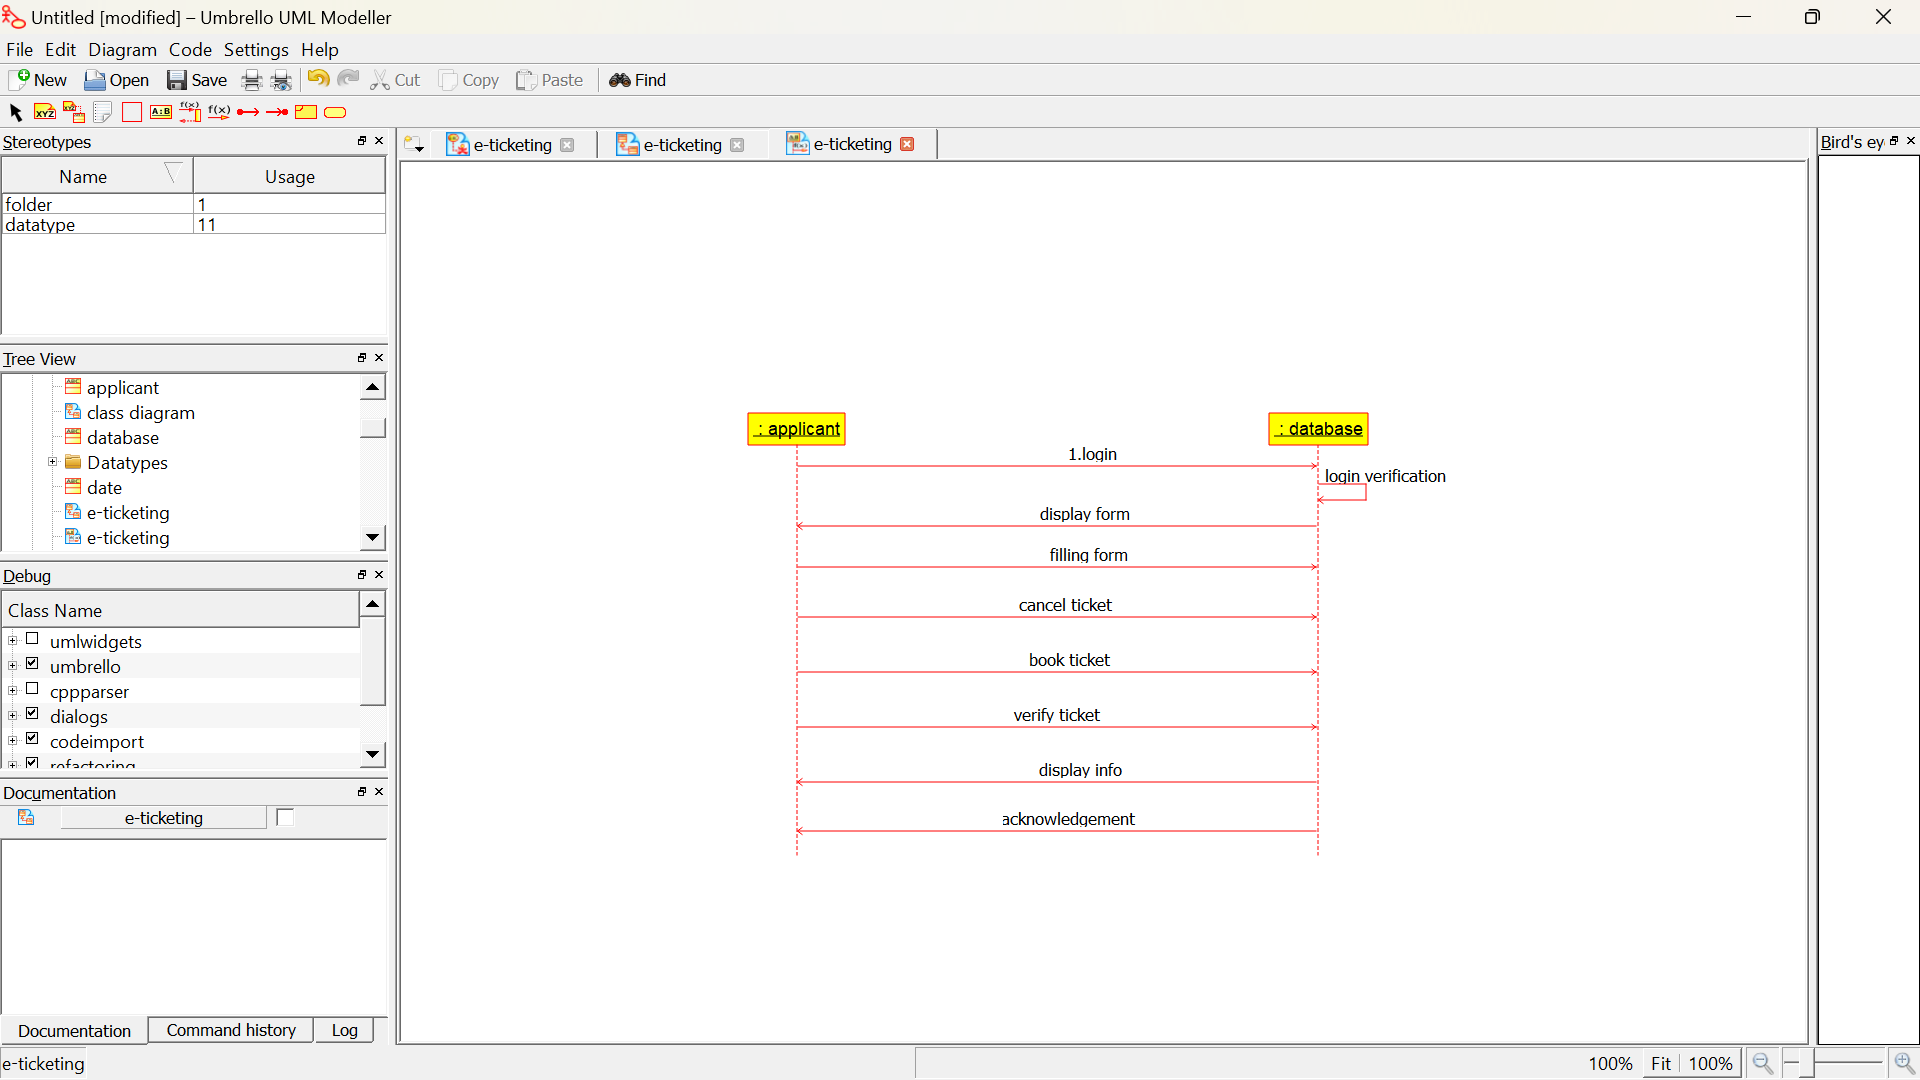 Untitled [modified] – Umbrello UML Modeller
File Edit Diagram Code Settings Help
New Open Save Cut Copy Paste Find
XYZ XYZ A:B f(x) f(x)
Stereotypes
Name Usage
folder 1
datatype 11
Tree View
applicant
class diagram
database
Datatypes
date
e-ticketing
e-ticketing
Debug
Class Name
umlwidgets
umbrello
cppparser
dialogs
codeimport
refactoring
Documentation
e-ticketing
Documentation Command history Log
e-ticketing
e-ticketing e-ticketing e-ticketing
: applicant : database
1.login
login verification
display form
filling form
cancel ticket
book ticket
verify ticket
display info
acknowledgement
Bird's ey
100% Fit 100%